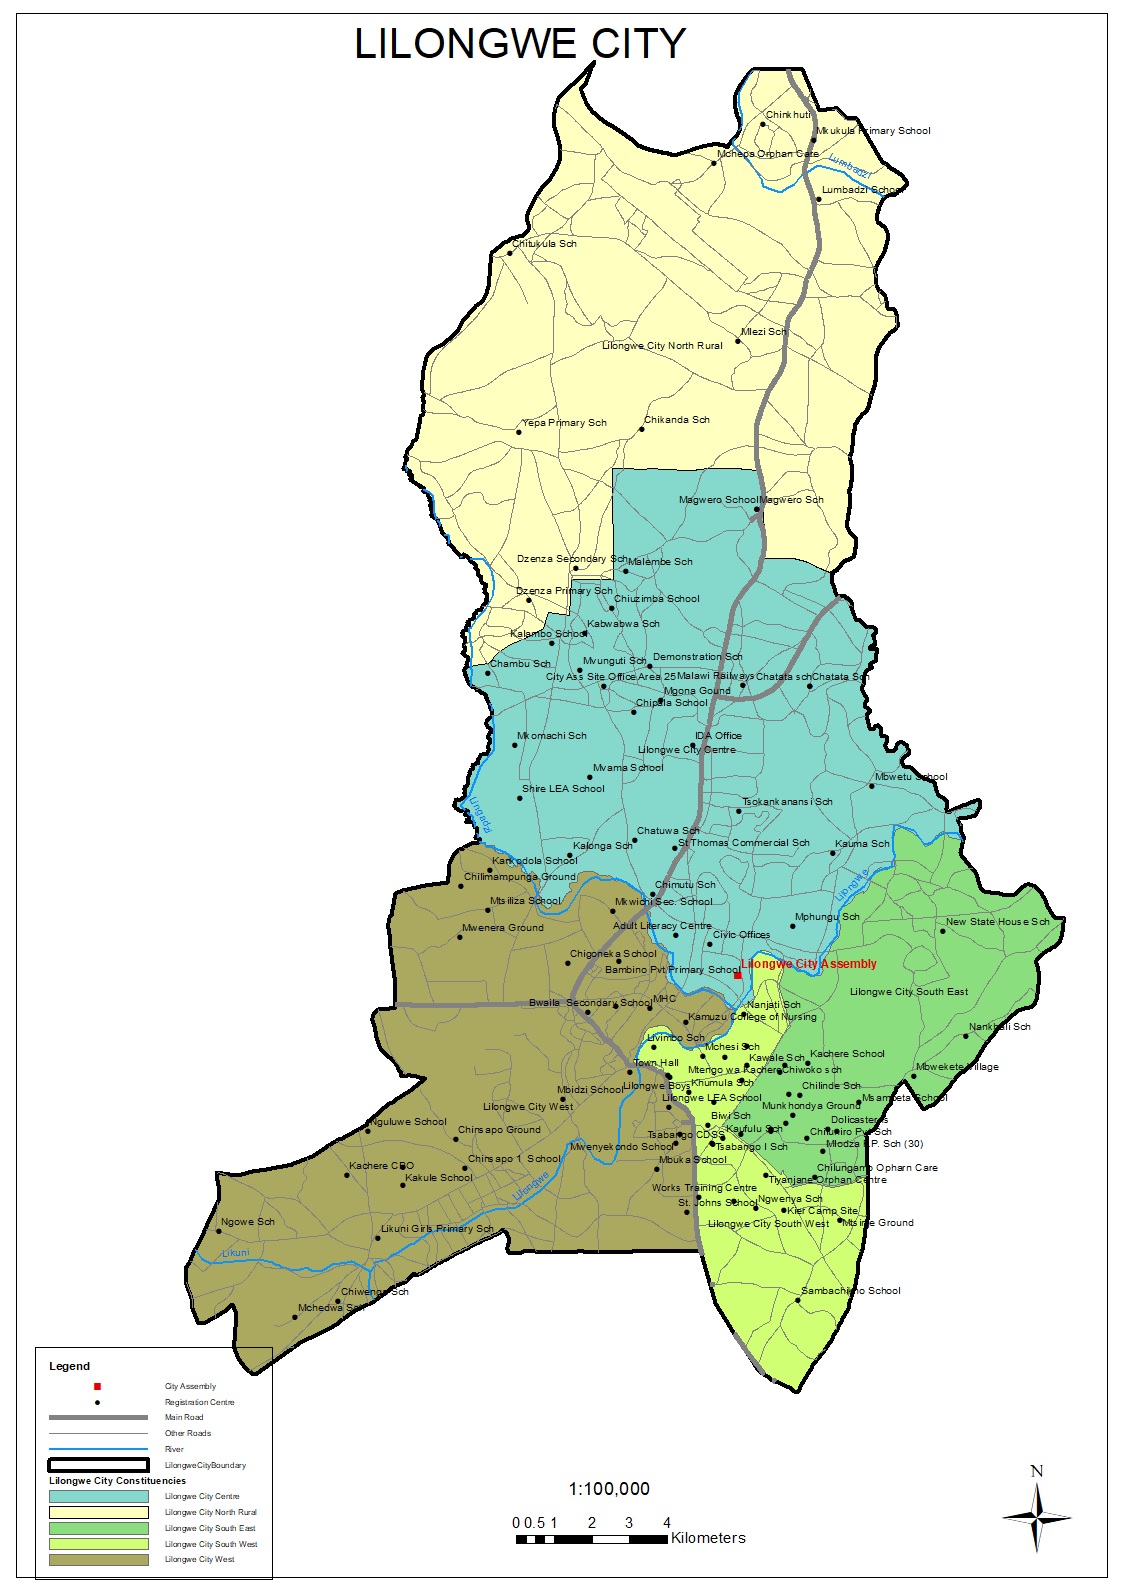 LILONGWE CITY
Chinkhuti
Mkukula Primary School
Mchepa Orphan Care
Lumbadzi
Lumbadzi School
Chitukula Sch
Mlezi Sch
Lilongwe City North Rural
Yepa Primary Sch
Chikanda Sch
Magwero School
Magwero Sch
Dzenza Secondary Sch
Malembe Sch
Dzenza Primary Sch
Chiuzimba School
Kabwabwa Sch
Kalambo School
Chambu Sch
Mvunguti Sch
Demonstration Sch
City Ass Site Office Area 25
Malawi Railways
Chatata sch
Chatata Sch
Mgona Gound
Chipala School
Mkomachi Sch
IDA Office
Lilongwe City Centre
Mvama School
Mbwetu School
Shire LEA School
Tsokankanansi Sch
Lingadzi
Chatuwa Sch
St Thomas Commercial Sch
Kalonga Sch
Kauma Sch
Kankodola School
Chilimampunga Ground
Chimutu Sch
Lilongwe
Mtsiliza School
Mkwichi Sec. School
Mphungu Sch
New State House Sch
Mwenera Ground
Adult Literacy Centre
Civic Offices
Chigoneka School
Bambino Pvt Primary School
Lilongwe City Assembly
Lilongwe City South East
Bwaila Secondary School
MHC
Nanjati Sch
Kamuzu College of Nursing
Nankhali Sch
Livimbo Sch
Mchesi Sch
Kawale Sch
Kachere School
Town Hall
Mtengo wa Kachere
Chiwoko sch
Mbwekete Village
Mbidzi School
Lilongwe Boys
Khumula Sch
Chilinde Sch
Lilongwe LEA School
Msambeta School
Lilongwe City West
Munkhondya Ground
Nguluwe School
Biwi Sch
Dolicasteros
Chinsapo Ground
Tsabango CDSS
Kaufulu Sch
Chifuniro Pvt Sch
Mwenyekondo School
Tsabango I Sch
Mlodza F.P. Sch (30)
Kachere CBO
Chinsapo 1 School
Mbuka School
Chilungamo Opharn Care
Kakule School
Tiyanjane Orphan Centre
Lilongwe
Works Training Centre
St. Johns School
Ngwenya Sch
Kier Camp Site
Ngowe Sch
Likuni Girls Primary Sch
Lilongwe City South West
Mtsirie Ground
Likuni
Chiwenga Sch
Sambachikho School
Mchedwa Sch
Legend
City Assembly
Registration Centre
Main Road
Other Roads
River
LilongweCityBoundary
Lilongwe City Constituencies
Lilongwe City Centre
Lilongwe City North Rural
Lilongwe City South East
Lilongwe City South West
Lilongwe City West
1:100,000
0 0.5 1 2 3 4
Kilometers
N